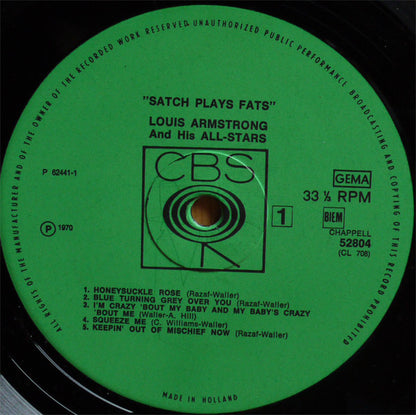 ALL RIGHTS OF THE MANUFACTURER AND OF THE OWNER OF THE RECORDED WORK RESERVED UNAUTHORIZED PUBLIC PERFORMANCE, BROADCASTING AND COPYING OF THIS RECORD PROHIBITED
"SATCH PLAYS FATS"
LOUIS ARMSTRONG
And His ALL-STARS
CBS
P 62441-1
GEMA
33 ⅓ RPM
1
BIEM
CHAPPELL
52804
(CL 708)
P 1970
1. HONEYSUCKLE ROSE (Razaf-Waller)
2. BLUE TURNING GREY OVER YOU (Razaf-Waller)
3. I'M CRAZY 'BOUT MY BABY AND MY BABY'S CRAZY
'BOUT ME (Waller-A. Hill)
4. SQUEEZE ME (C. Williams-Waller)
5. KEEPIN' OUT OF MISCHIEF NOW (Razaf-Waller)
MADE IN HOLLAND